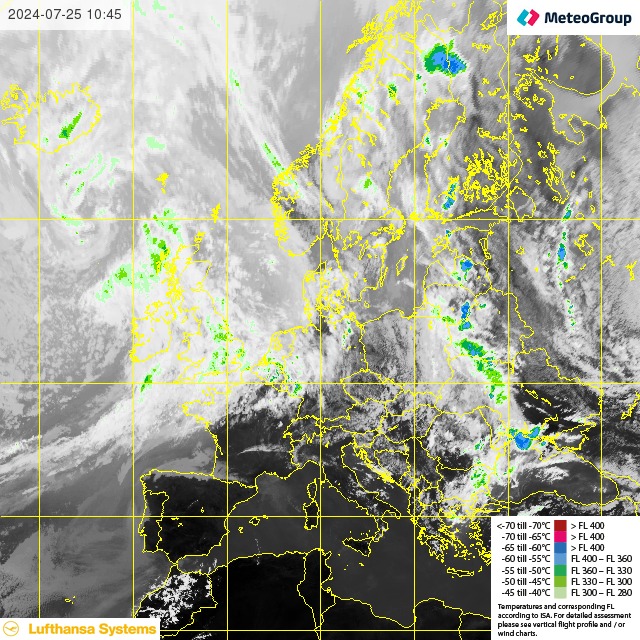 2024-07-25 10:45
MeteoGroup
<-70 till -70°C > FL 400
-70 till -65°C > FL 400
-65 till -60°C > FL 400
-60 till -55°C FL 400 – FL 360
-55 till -50°C FL 360 – FL 330
-50 till -45°C FL 330 – FL 300
-45 till -40°C FL 300 – FL 280
Temperatures and corresponding FL
according to ISA. For detailed assessment
please see vertical flight profile and / or
wind charts.
Lufthansa Systems